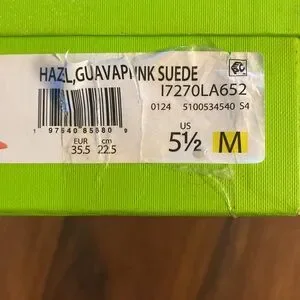 HAZL,GUAVAPINK SUEDE
I7270LA652
0124 5100534540 S4
1 97540 85880 9
EUR cm US
35.5 22.5 5½ M